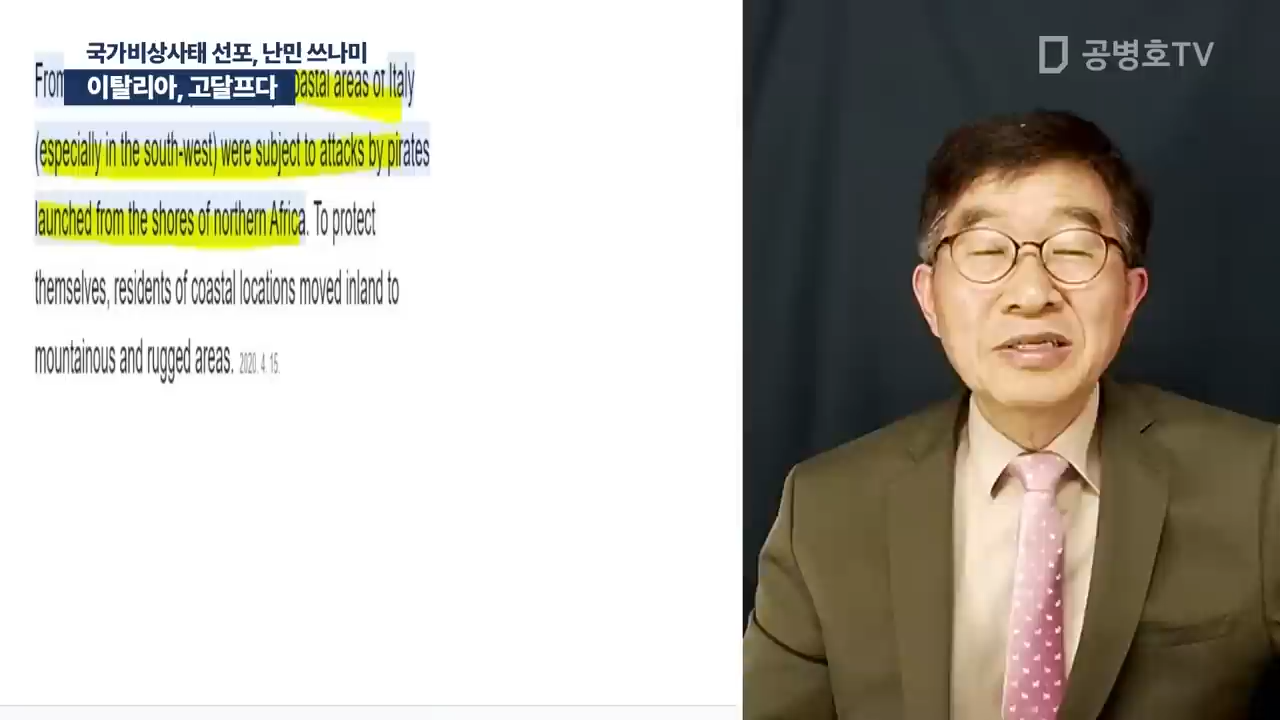 국가비상사태 선포, 난민 쓰나미
이탈리아, 고달프다
공병호TV
From coastal areas of Italy
(especially in the south-west) were subject to attacks by pirates
launched from the shores of northern Africa. To protect
themselves, residents of coastal locations moved inland to
mountainous and rugged areas. 2020. 4. 15.